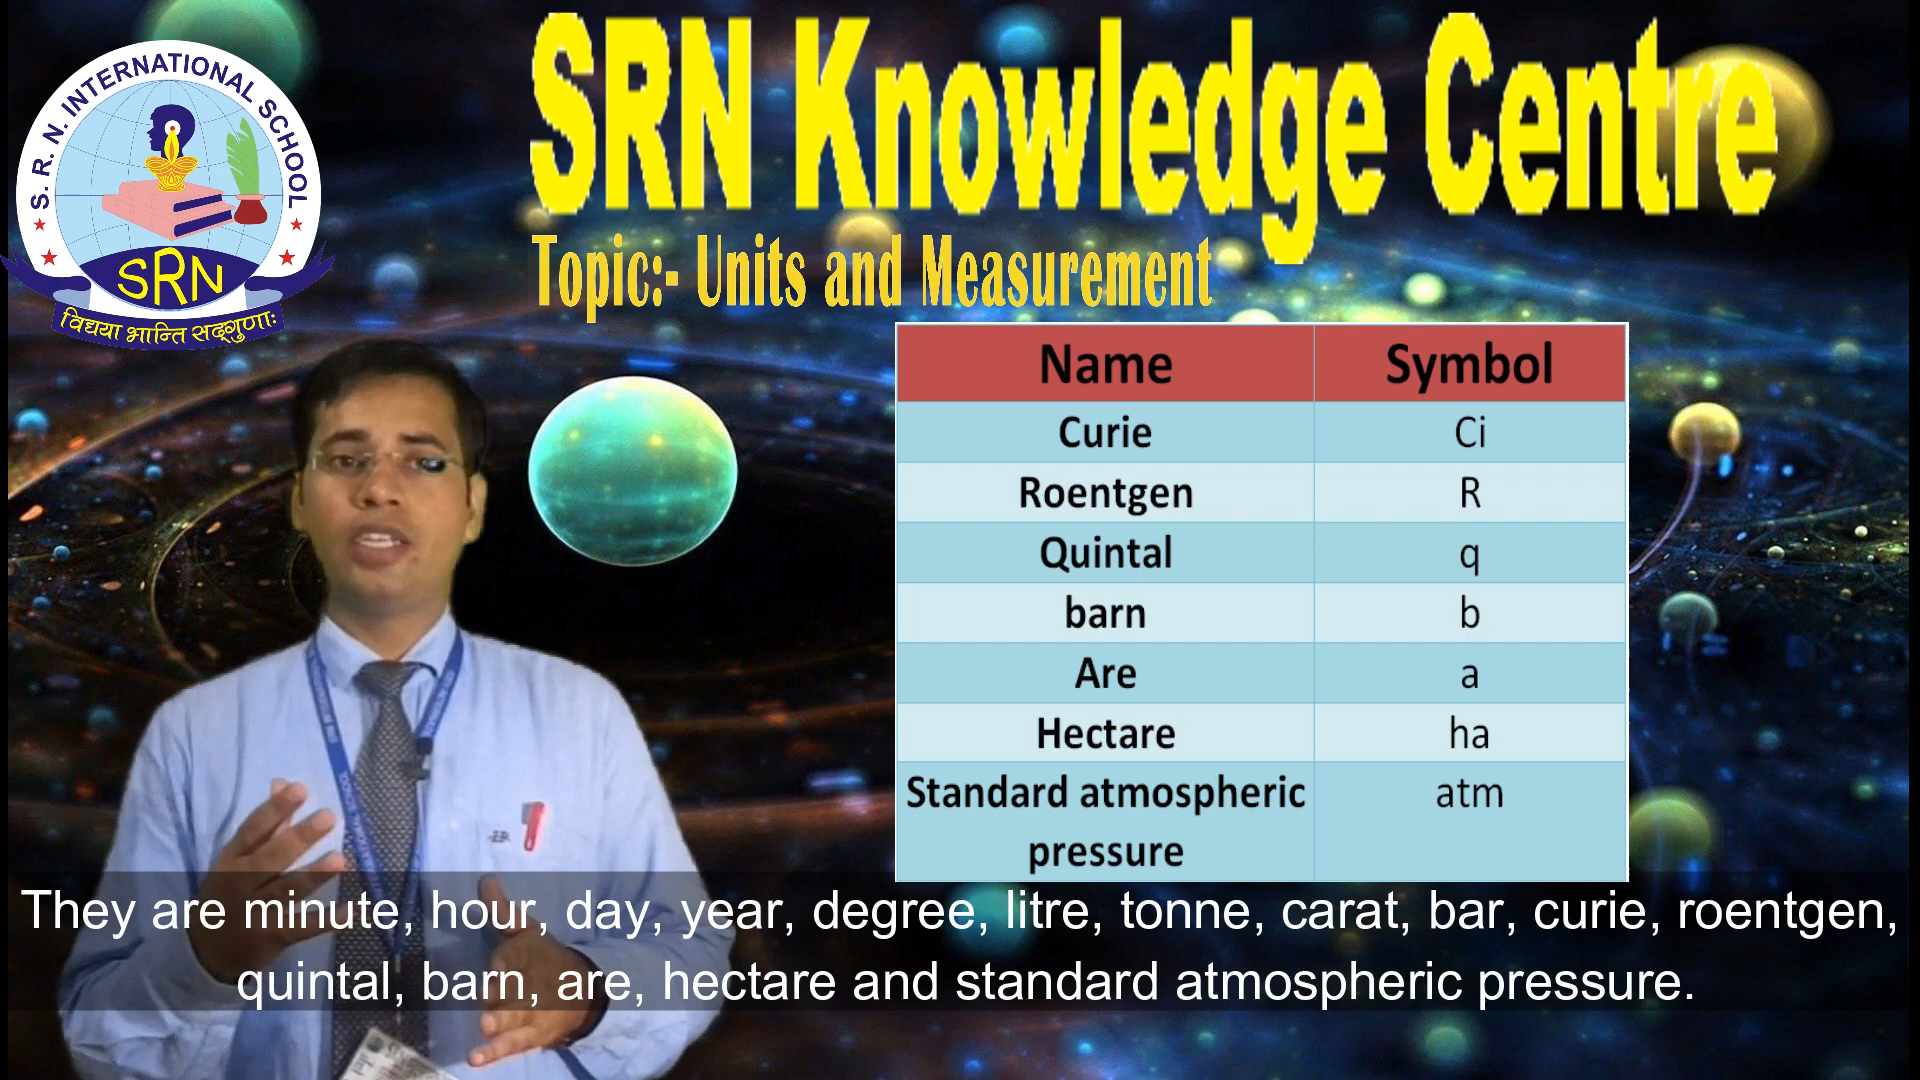 S. R. N. INTERNATIONAL SCHOOL
SRN
विद्यया भान्ति सद्गुणाः
SRN Knowledge Centre
Topic:- Units and Measurement
Name Symbol
Curie Ci
Roentgen R
Quintal q
barn b
Are a
Hectare ha
Standard atmospheric atm
pressure
They are minute, hour, day, year, degree, litre, tonne, carat, bar, curie, roentgen,
quintal, barn, are, hectare and standard atmospheric pressure.